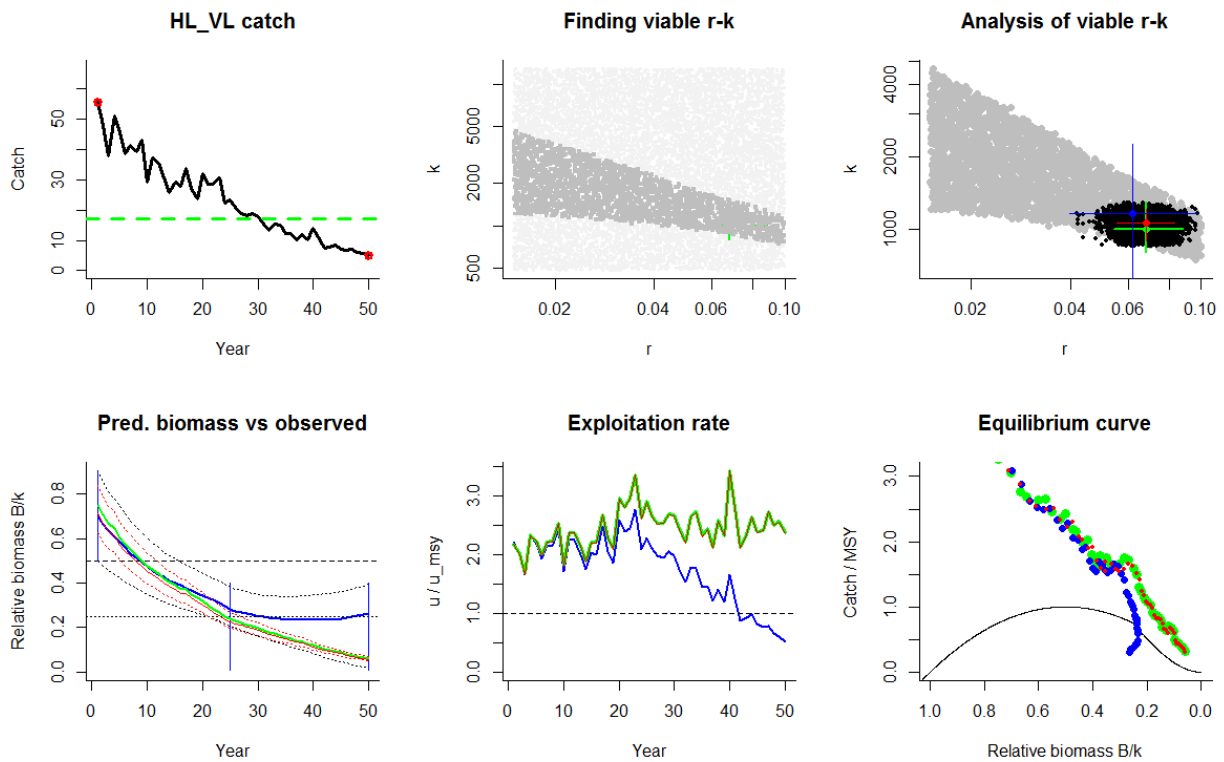 HL_VL catch
Catch
0
10
30
50
0 10 20 30 40 50
Year
Finding viable r-k
k
500
2000
5000
0.02 0.04 0.06 0.10
r
Analysis of viable r-k
k
1000
2000
4000
0.02 0.04 0.06 0.10
r
Pred. biomass vs observed
Relative biomass B/k
0.0
0.2
0.4
0.6
0.8
0 10 20 30 40 50
Year
Exploitation rate
u / u_msy
0.0
1.0
2.0
3.0
0 10 20 30 40 50
Year
Equilibrium curve
Catch / MSY
0.0
1.0
2.0
3.0
1.0 0.8 0.6 0.4 0.2 0.0
Relative biomass B/k